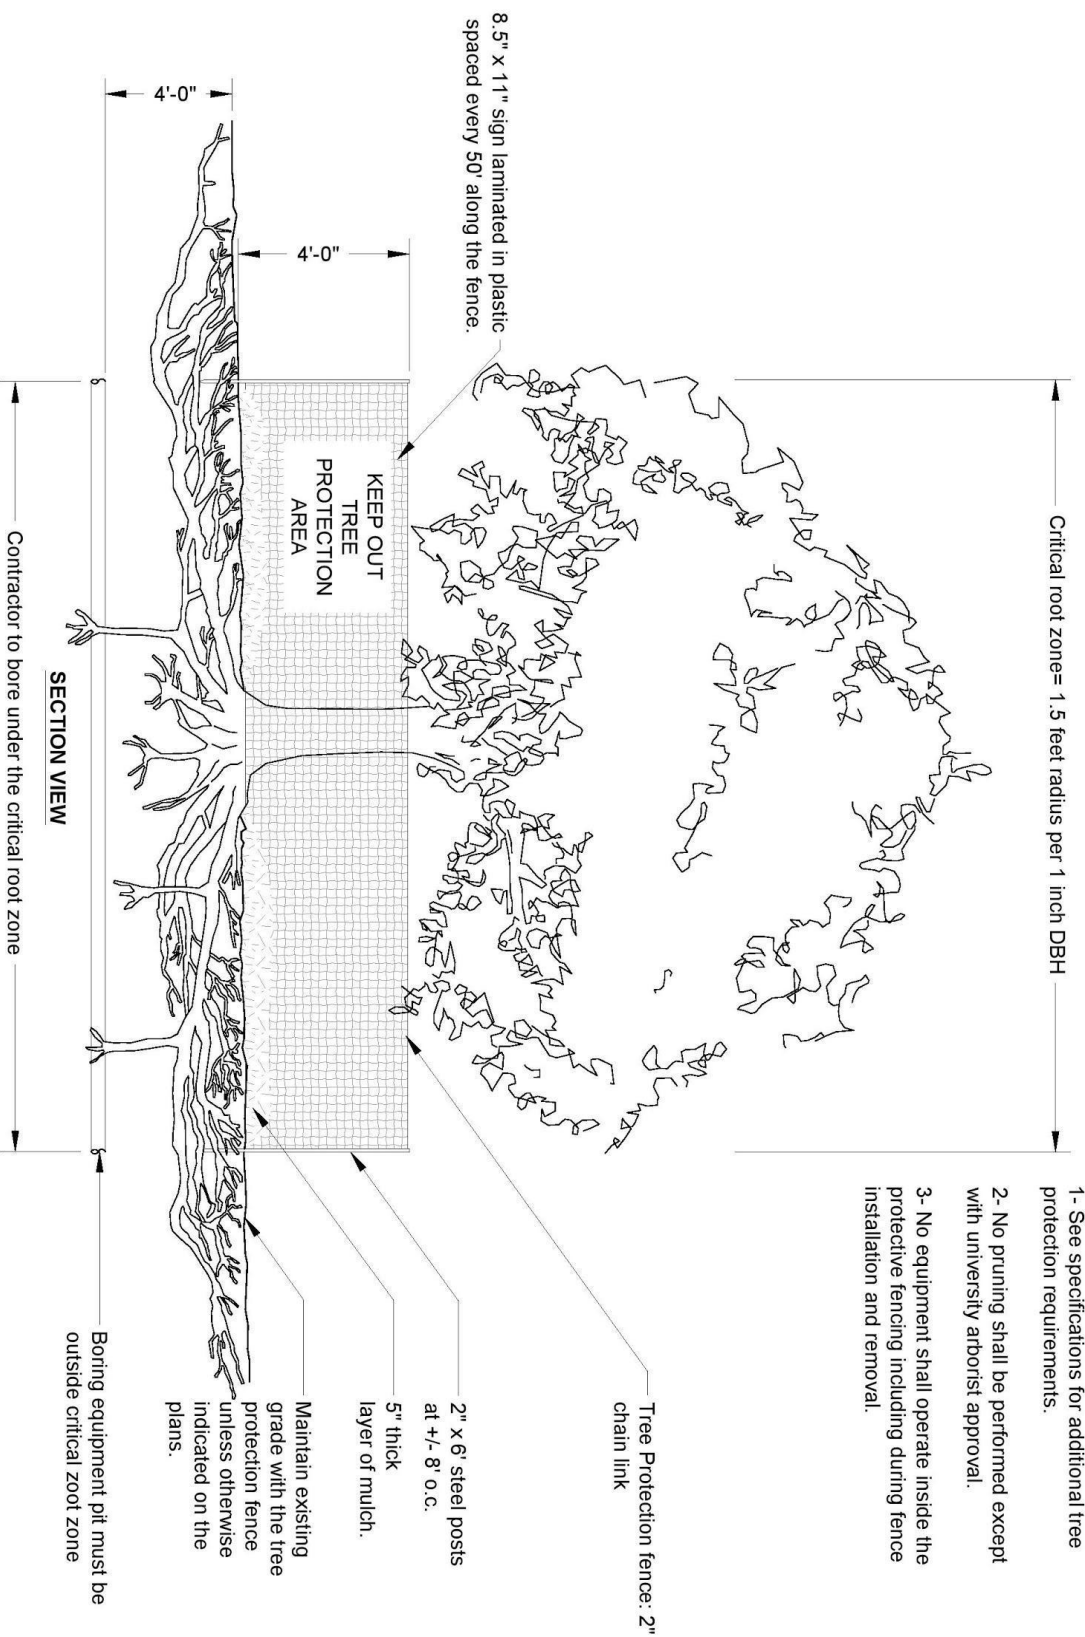 1- See specifications for additional tree
protection requirements.
2- No pruning shall be performed except
with university arborist approval.
3- No equipment shall operate inside the
protective fencing including during fence
installation and removal.
Critical root zone= 1.5 feet radius per 1 inch DBH
8.5" x 11" sign laminated in plastic
spaced every 50' along the fence.
Tree Protection fence: 2"
chain link
KEEP OUT
TREE
PROTECTION
AREA
4'-0"
2" x 6' steel posts
at +/- 8' o.c.
5" thick
layer of mulch.
4'-0"
Maintain existing
grade with the tree
protection fence
unless otherwise
indicated on the
plans.
Boring equipment pit must be
outside critical zoot zone
SECTION VIEW
Contractor to bore under the critical root zone